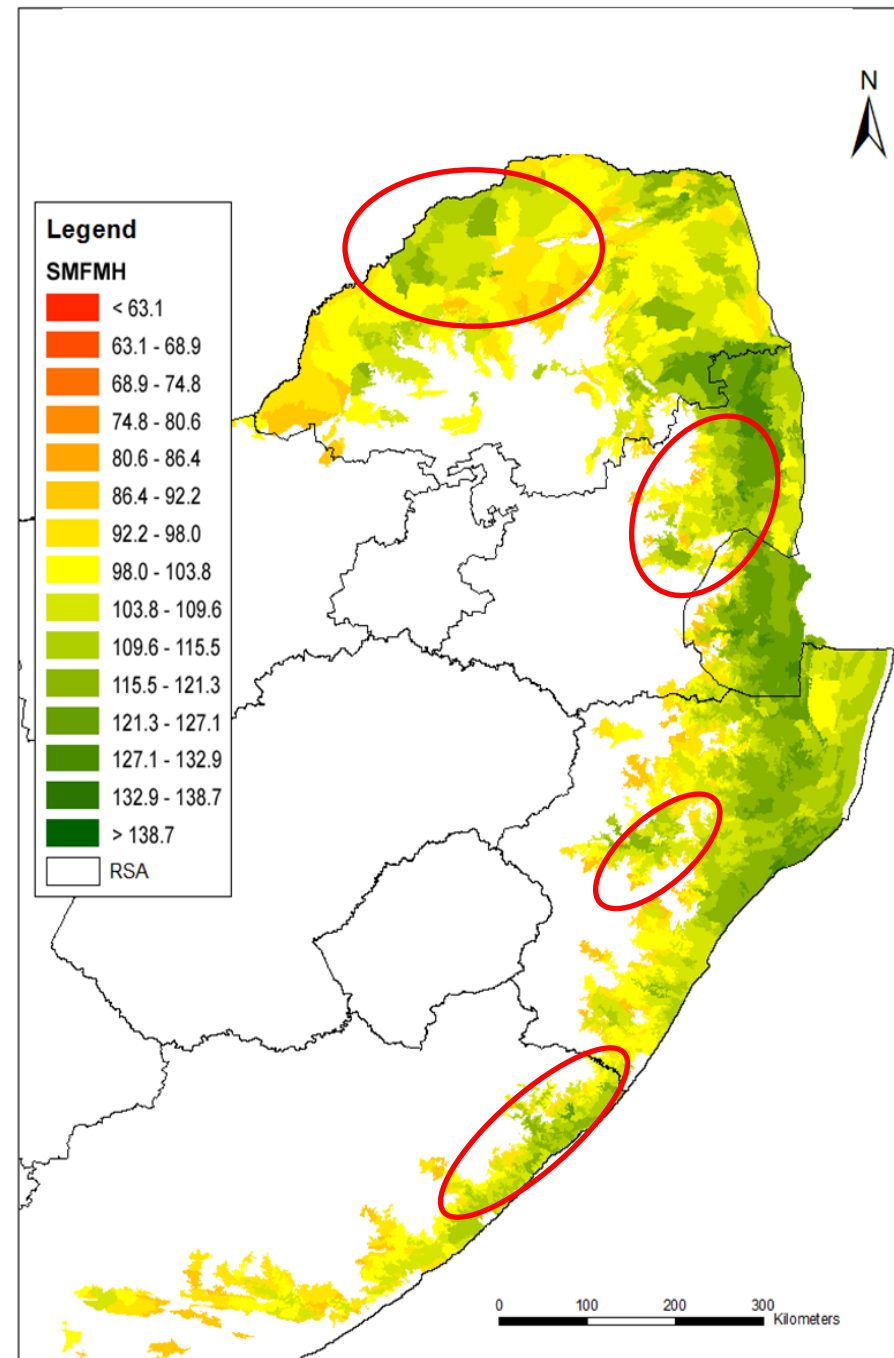 N
Legend
SMFMH
< 63.1
63.1 - 68.9
68.9 - 74.8
74.8 - 80.6
80.6 - 86.4
86.4 - 92.2
92.2 - 98.0
98.0 - 103.8
103.8 - 109.6
109.6 - 115.5
115.5 - 121.3
121.3 - 127.1
127.1 - 132.9
132.9 - 138.7
> 138.7
RSA
0 100 200 300
Kilometers